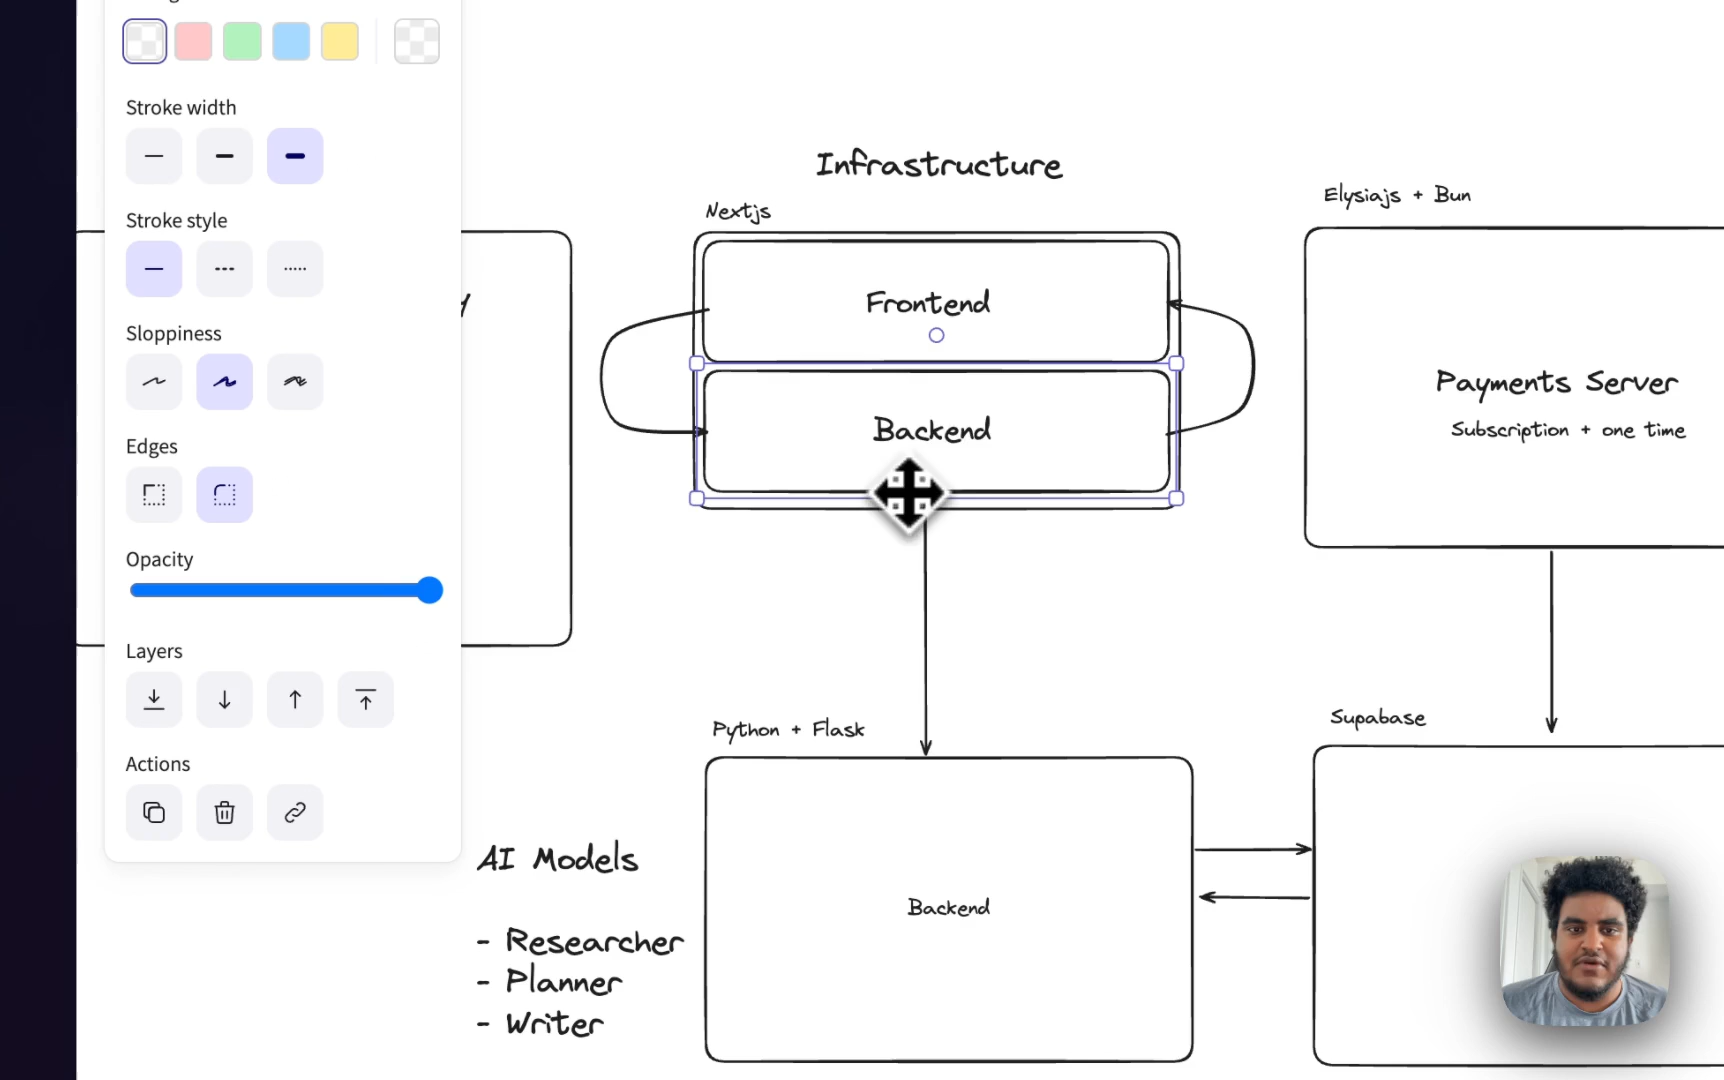 Stroke width
Stroke style
Sloppiness
Edges
Opacity
Layers
Actions
Infrastructure
Nextjs
Frontend
Backend
Elysiajs + Bun
Payments Server
Subscription + one time
Python + Flask
Backend
Supabase
AI Models
- Researcher
- Planner
- Writer